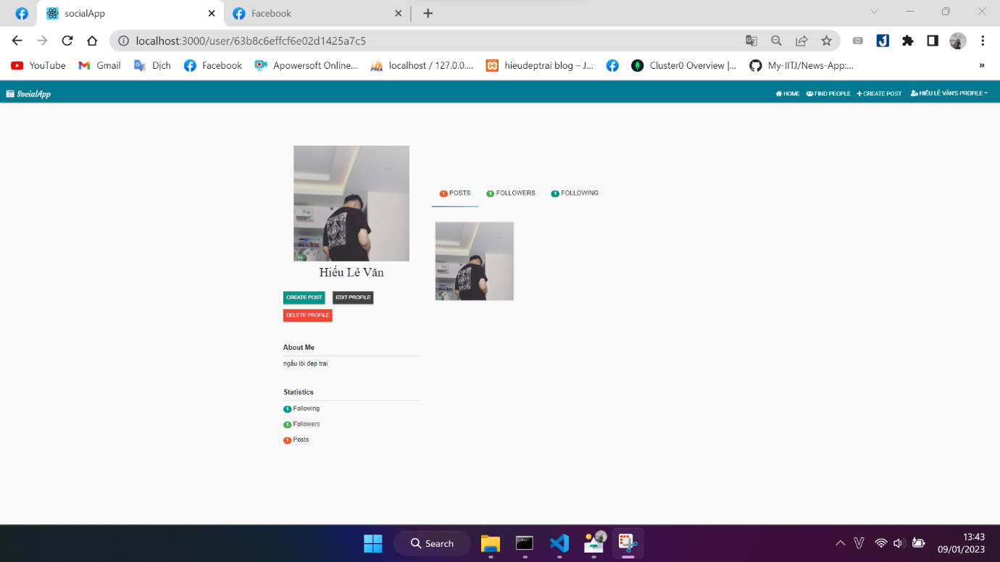 socialApp
Facebook
localhost:3000/user/63b8c6effcf6e02d1425a7c5
YouTube
Gmail
Dịch
Facebook
Apowersoft Online...
localhost / 127.0.0....
hieudeptrai blog – J...
Cluster0 Overview |...
My-IITJ/News-App:...
»
SocialApp
HOME
FIND PEOPLE
CREATE POST
HIẾU LÊ VĂN'S PROFILE
1 POSTS
1 FOLLOWERS
1 FOLLOWING
Hiếu Lê Văn
CREATE POST
EDIT PROFILE
DELETE PROFILE
About Me
ngầu lòi đẹp trai
Statistics
1 Following
1 Followers
1 Posts
Search
13:43
09/01/2023